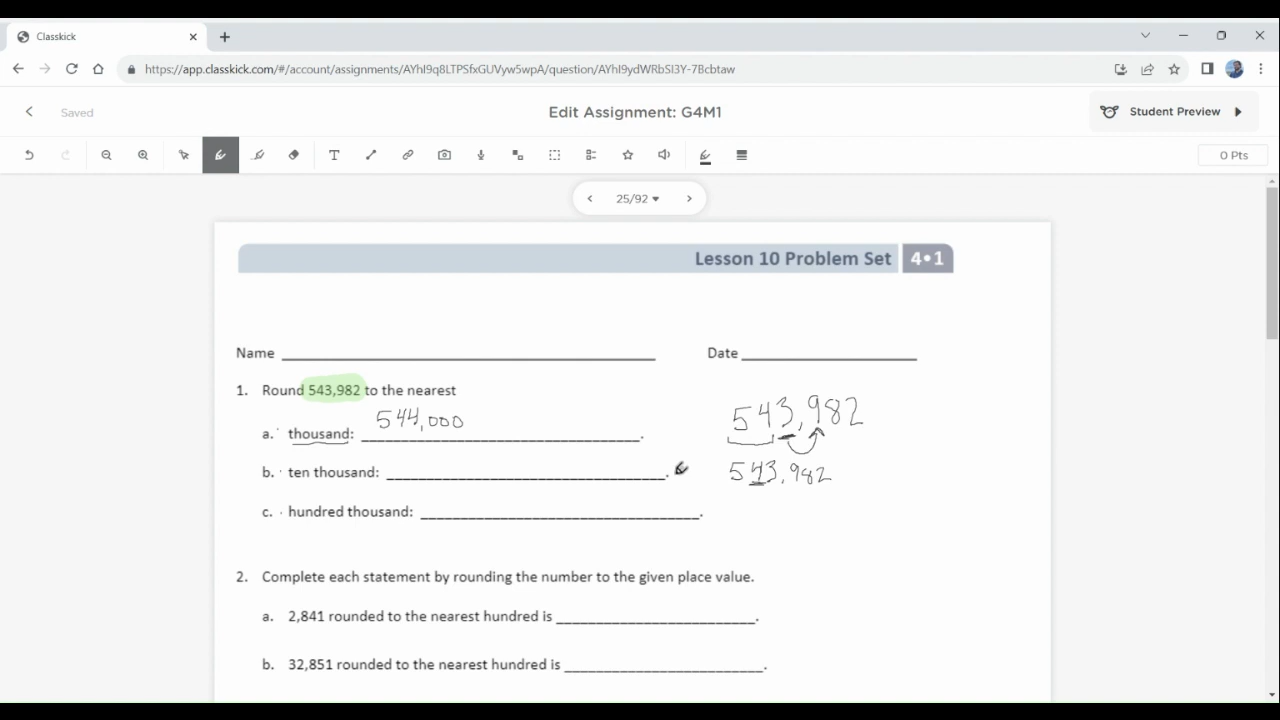 Classkick
https://app.classkick.com/#/account/assignments/AYhI9q8LTPSfxGUVyw5wpA/question/AYhI9ydWRbSI3Y-7Bcbtaw
Saved
Edit Assignment: G4M1
Student Preview
T
0 Pts
25/92
Lesson 10 Problem Set 4•1
Name
Date
1. Round 543,982 to the nearest
a. thousand: 544,000.
543,982
b. ten thousand: .
543,982
c. hundred thousand: .
2. Complete each statement by rounding the number to the given place value.
a. 2,841 rounded to the nearest hundred is .
b. 32,851 rounded to the nearest hundred is .